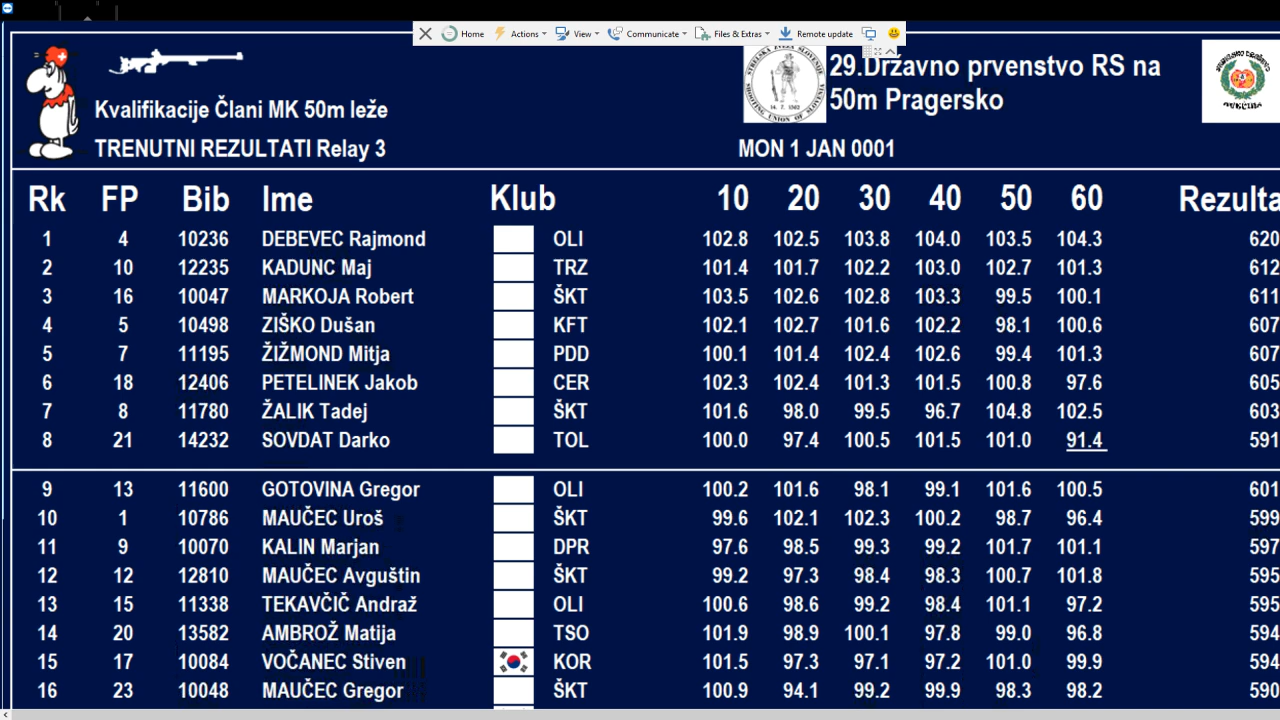 Home Actions View Communicate Files & Extras Remote update
29.Državno prvenstvo RS na
50m Pragersko
Kvalifikacije Člani MK 50m leže
TRENUTNI REZULTATI Relay 3
MON 1 JAN 0001
STRELSKA ZVEZA SLOVENIJE
SHOOTING UNION OF SLOVENIA
Rk FP Bib Ime Klub 10 20 30 40 50 60 Rezulta
1 4 10236 DEBEVEC Rajmond OLI 102.8 102.5 103.8 104.0 103.5 104.3 620
2 10 12235 KADUNC Maj TRZ 101.4 101.7 102.2 103.0 102.7 101.3 612
3 16 10047 MARKOJA Robert ŠKT 103.5 102.6 102.8 103.3 99.5 100.1 611
4 5 10498 ZIŠKO Dušan KFT 102.1 102.7 101.6 102.2 98.1 100.6 607
5 7 11195 ŽIŽMOND Mitja PDD 100.1 101.4 102.4 102.6 99.4 101.3 607
6 18 12406 PETELINEK Jakob CER 102.3 102.4 101.3 101.5 100.8 97.6 605
7 8 11780 ŽALIK Tadej ŠKT 101.6 98.0 99.5 96.7 104.8 102.5 603
8 21 14232 SOVDAT Darko TOL 100.0 97.4 100.5 101.5 101.0 91.4 591
9 13 11600 GOTOVINA Gregor OLI 100.2 101.6 98.1 99.1 101.6 100.5 601
10 1 10786 MAUČEC Uroš ŠKT 99.6 102.1 102.3 100.2 98.7 96.4 599
11 9 10070 KALIN Marjan DPR 97.6 98.5 99.3 99.2 101.7 101.1 597
12 12 12810 MAUČEC Avguštin ŠKT 99.2 97.3 98.4 98.3 100.7 101.8 595
13 15 11338 TEKAVČIČ Andraž OLI 100.6 98.6 99.2 98.4 101.1 97.2 595
14 20 13582 AMBROŽ Matija TSO 101.9 98.9 100.1 97.8 99.0 96.8 594
15 17 10084 VOČANEC Stiven KOR 101.5 97.3 97.1 97.2 101.0 99.9 594
16 23 10048 MAUČEC Gregor ŠKT 100.9 94.1 99.2 99.9 98.3 98.2 590